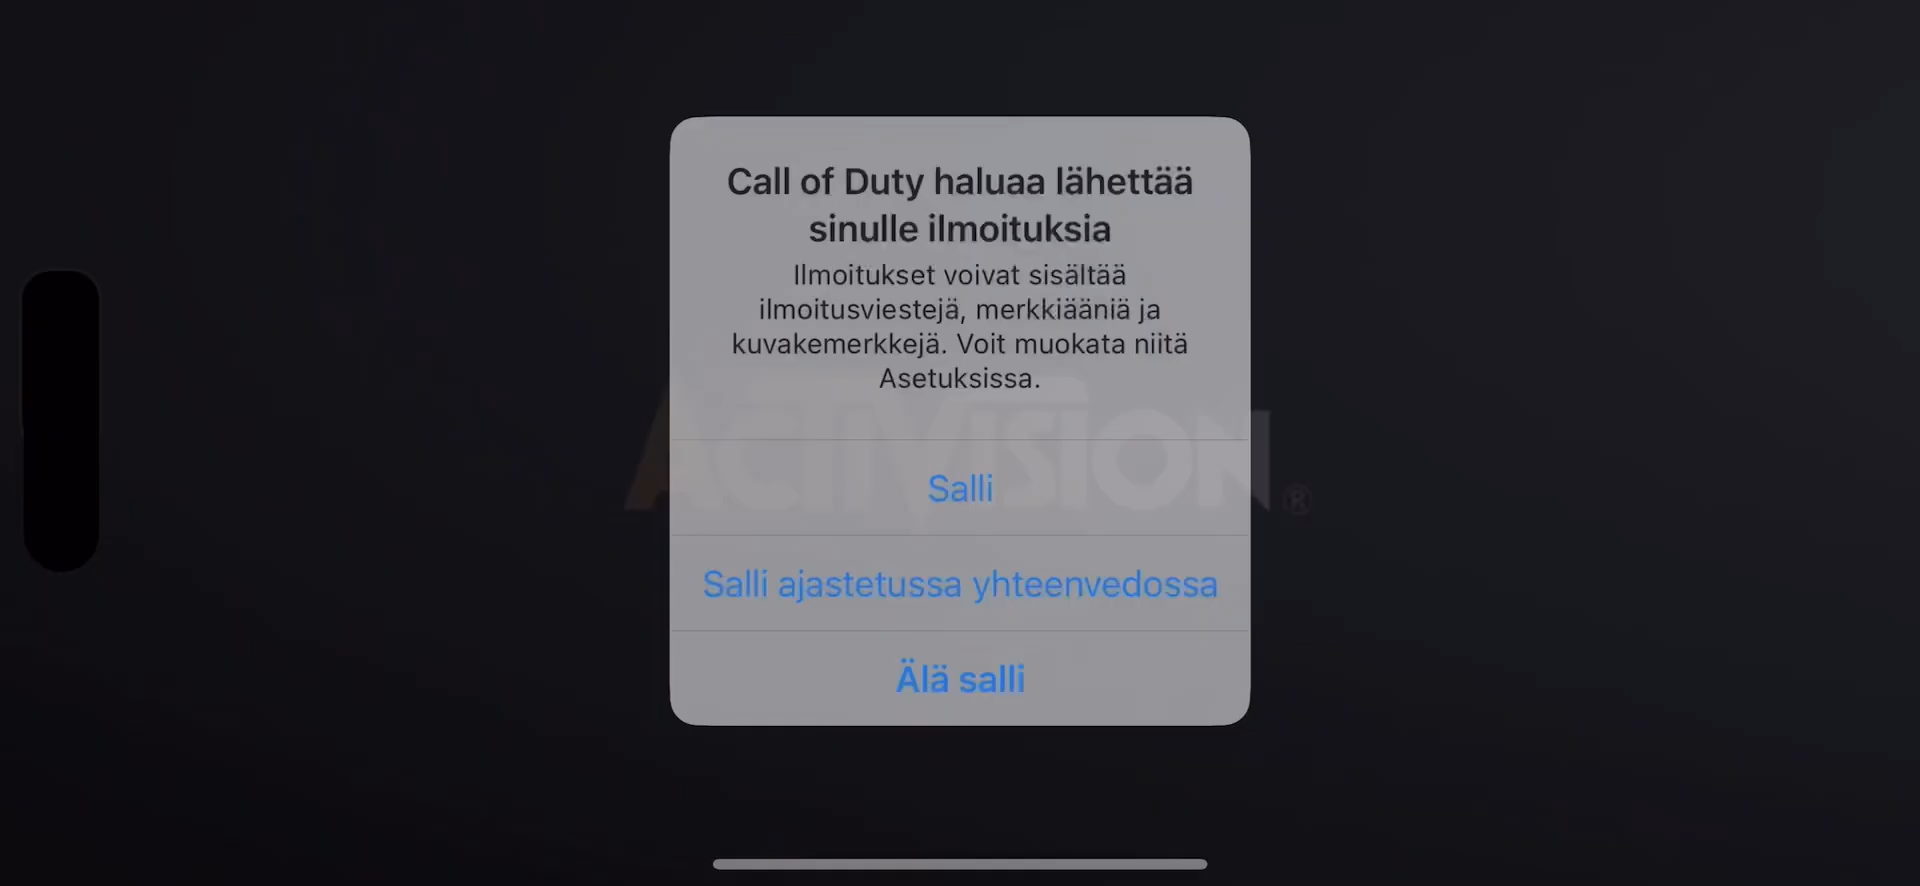 Call of Duty haluaa lähettää
sinulle ilmoituksia
Ilmoitukset voivat sisältää
ilmoitusviestejä, merkkiääniä ja
kuvakemerkkejä. Voit muokata niitä
Asetuksissa.
ACTIVISION®
Salli
Salli ajastetussa yhteenvedossa
Älä salli